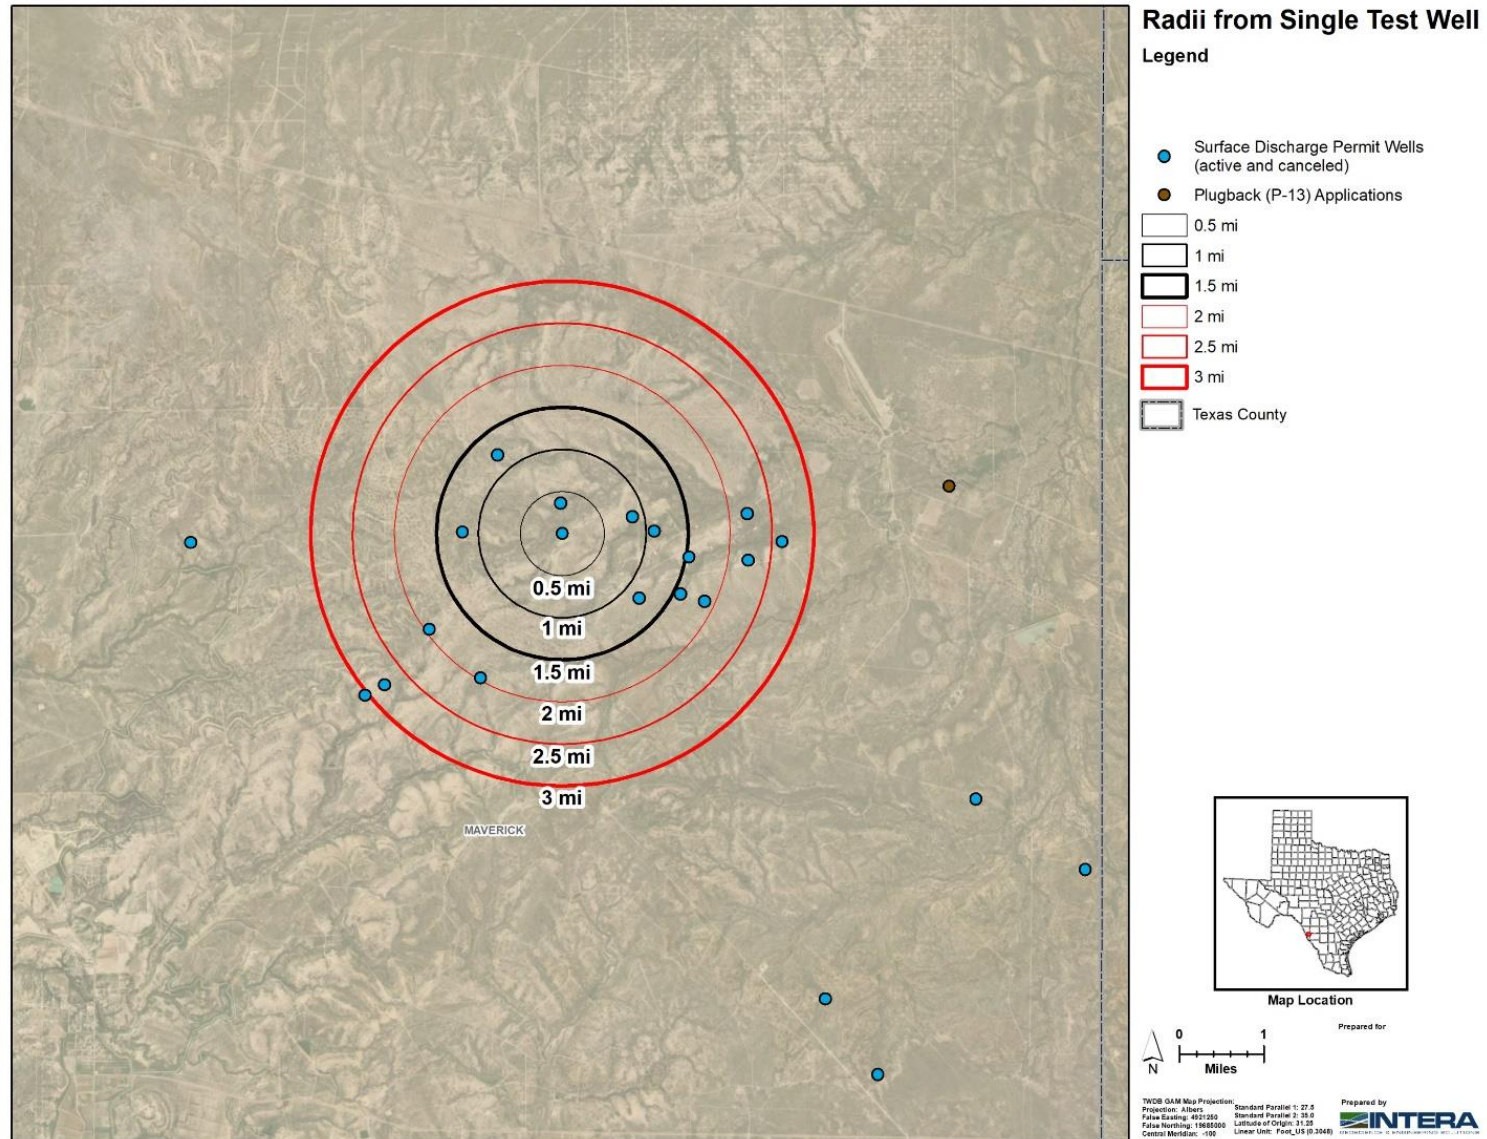 Radii from Single Test Well
Legend
Surface Discharge Permit Wells
(active and canceled)
Plugback (P-13) Applications
0.5 mi
1 mi
1.5 mi
2 mi
2.5 mi
3 mi
Texas County
0.5 mi
1 mi
1.5 mi
2 mi
2.5 mi
3 mi
MAVERICK
Map Location
Prepared for
0 1
Miles
N
TWDB GAM Map Projection:
Projection: Albers
False Easting: 4921250
False Northing: 19685000
Central Meridian: -100
Standard Parallel 1: 27.5
Standard Parallel 2: 35.0
Latitude of Origin: 31.25
Linear Unit: Foot_US (0.3048)
Prepared by
INTERA